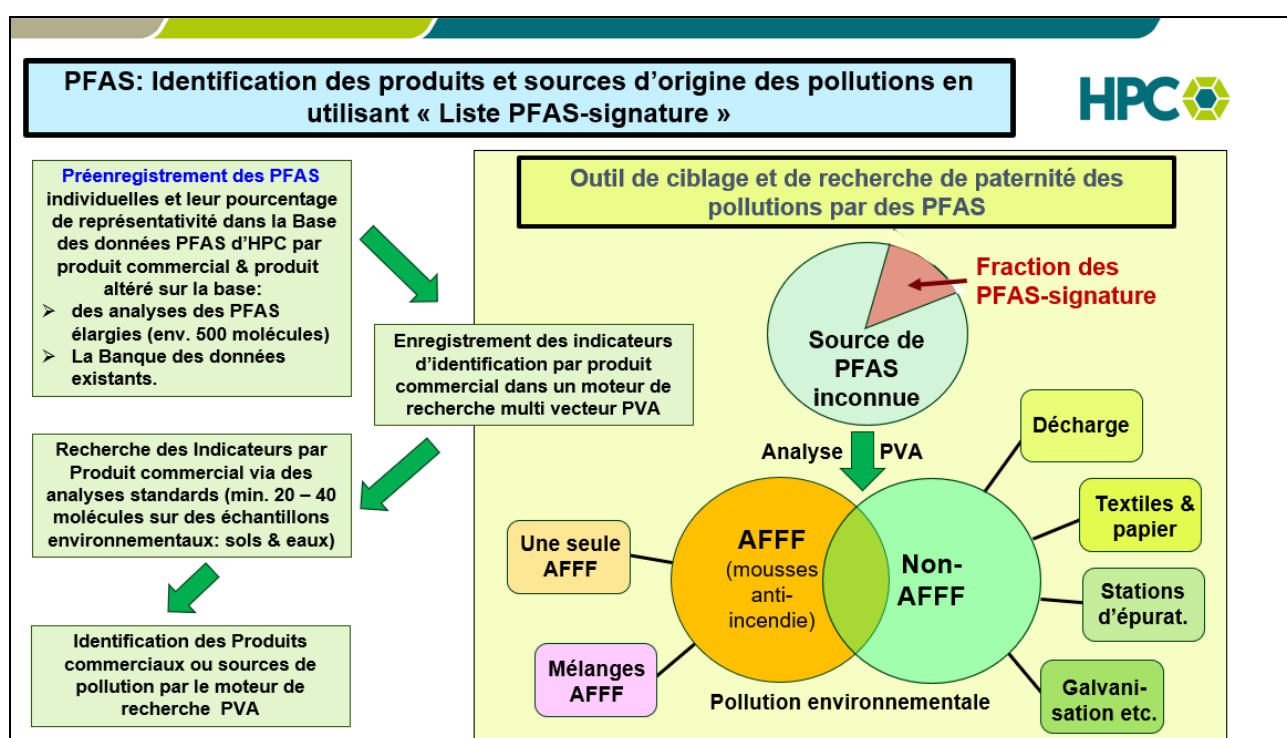 PFAS: Identification des produits et sources d’origine des pollutions en
utilisant « Liste PFAS-signature »
HPC
Préenregistrement des PFAS
individuelles et leur pourcentage
de représentativité dans la Base
des données PFAS d’HPC par
produit commercial & produit
altéré sur la base:
➢ des analyses des PFAS
élargies (env. 500 molécules)
➢ La Banque des données
existants.
Enregistrement des indicateurs
d’identification par produit
commercial dans un moteur de
recherche multi vecteur PVA
Recherche des Indicateurs par
Produit commercial via des
analyses standards (min. 20 – 40
molécules sur des échantillons
environnementaux: sols & eaux)
Identification des Produits
commerciaux ou sources de
pollution par le moteur de
recherche PVA
Outil de ciblage et de recherche de paternité des
pollutions par des PFAS
Fraction des
PFAS-signature
Source de
PFAS
inconnue
Analyse PVA
Une seule
AFFF
Mélanges
AFFF
AFFF
(mousses
anti-
incendie)
Non-
AFFF
Décharge
Textiles &
papier
Stations
d’épurat.
Galvani-
sation etc.
Pollution environnementale